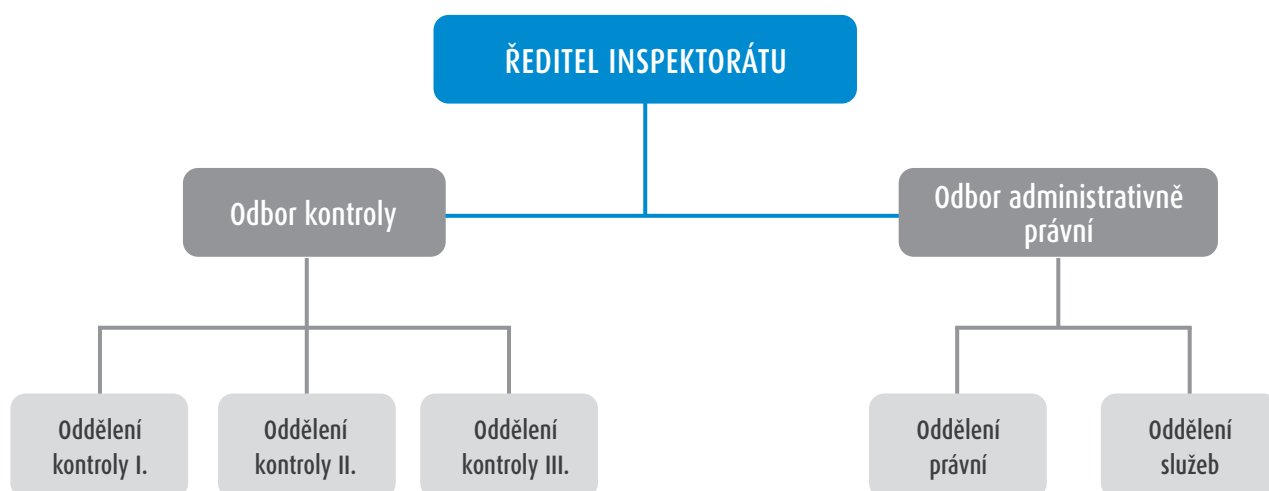 ŘEDITEL INSPEKTORÁTU
Odbor kontroly
Odbor administrativně
právní
Oddělení
kontroly I.
Oddělení
kontroly II.
Oddělení
kontroly III.
Oddělení
právní
Oddělení
služeb